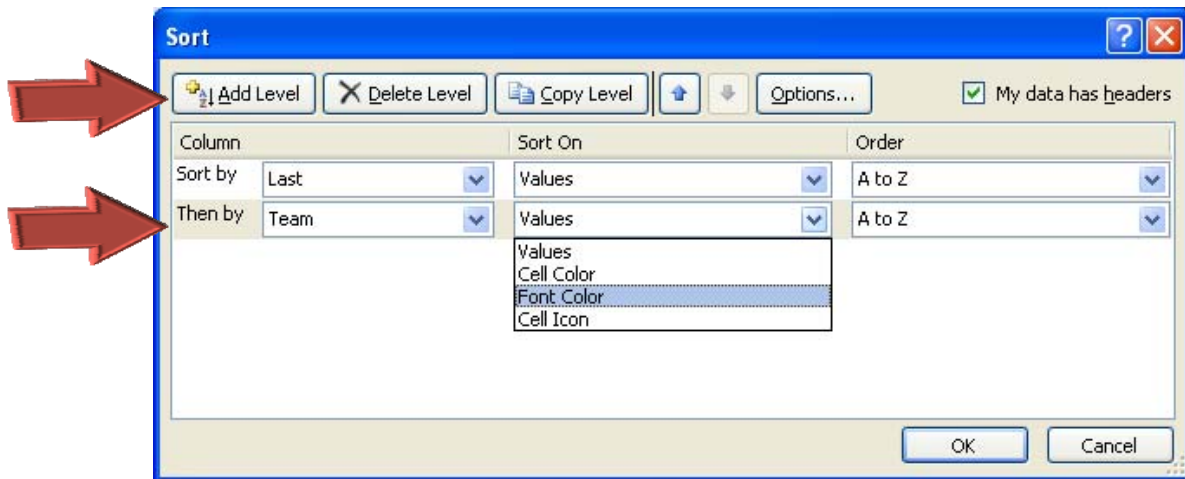 Sort
Add Level Delete Level Copy Level Options... My data has headers
Column Sort On Order
Sort by Last Values A to Z
Then by Team Values A to Z
Values
Cell Color
Font Color
Cell Icon
OK Cancel